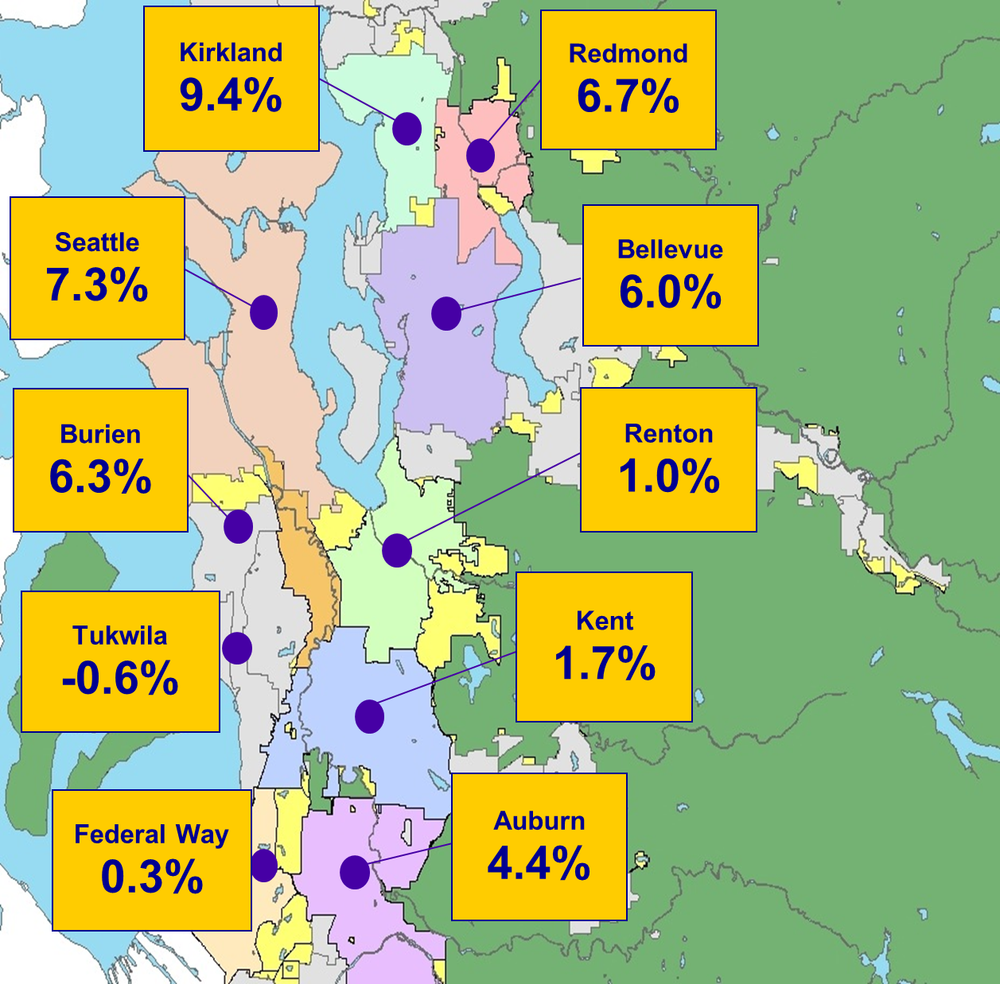 Kirkland
9.4%
Redmond
6.7%
Seattle
7.3%
Bellevue
6.0%
Burien
6.3%
Renton
1.0%
Tukwila
-0.6%
Kent
1.7%
Federal Way
0.3%
Auburn
4.4%